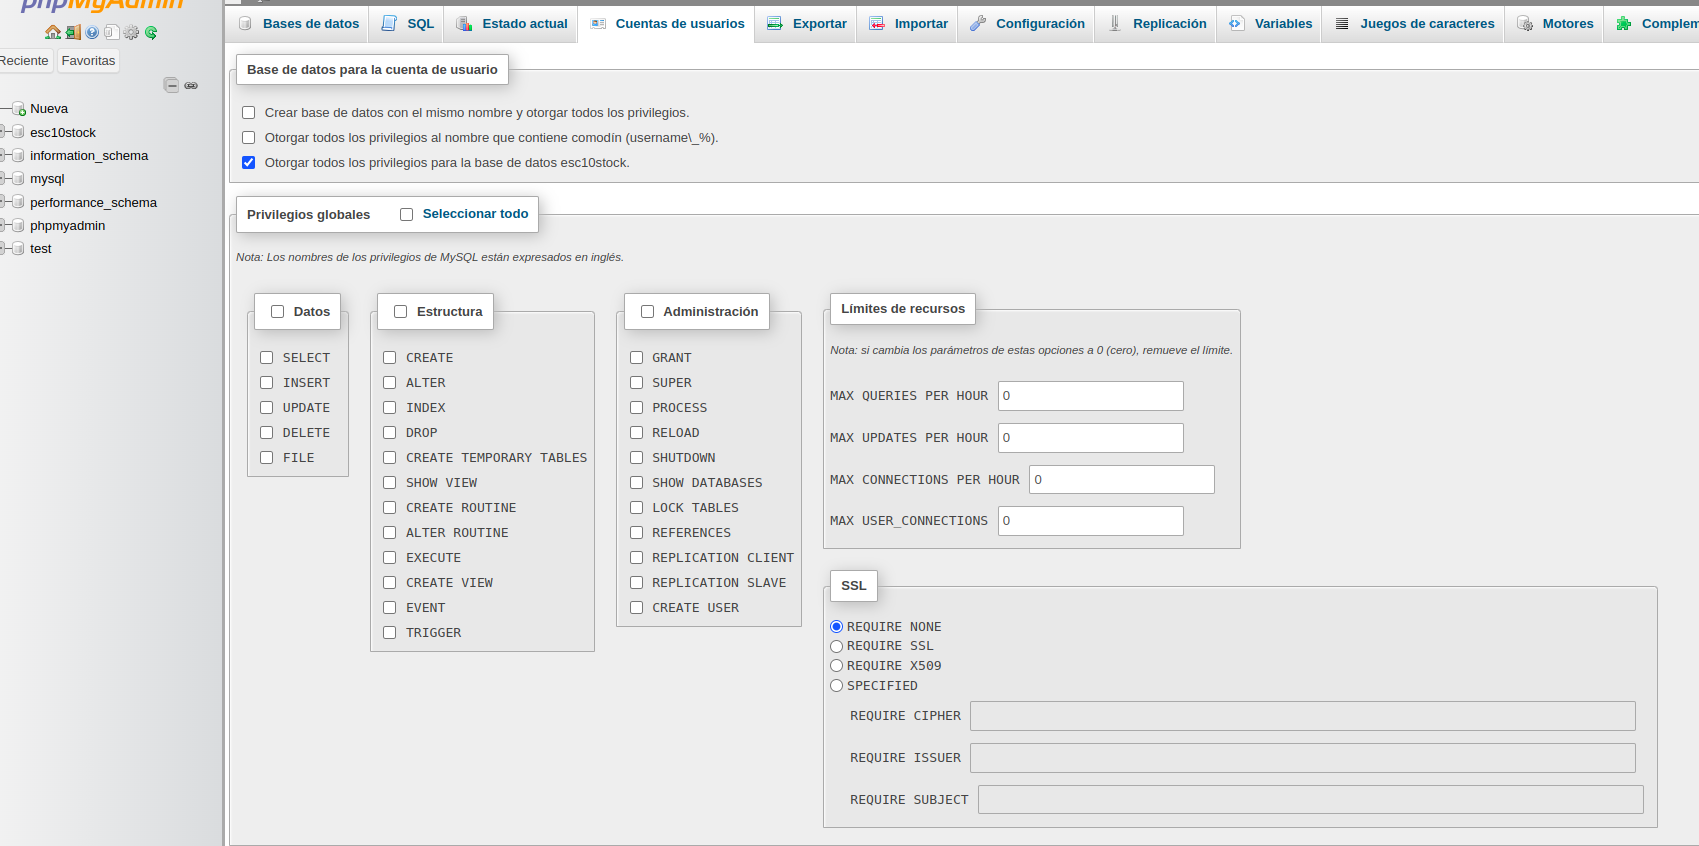 phpMyAdmin
Bases de datos SQL Estado actual Cuentas de usuarios Exportar Importar Configuración Replicación Variables Juegos de caracteres Motores Complem
Reciente Favoritas
Nueva
esc10stock
information_schema
mysql
performance_schema
phpmyadmin
test
Base de datos para la cuenta de usuario
Crear base de datos con el mismo nombre y otorgar todos los privilegios.
Otorgar todos los privilegios al nombre que contiene comodín (username\_%).
Otorgar todos los privilegios para la base de datos esc10stock.
Privilegios globales Seleccionar todo
Nota: Los nombres de los privilegios de MySQL están expresados en inglés.
Datos
SELECT
INSERT
UPDATE
DELETE
FILE
Estructura
CREATE
ALTER
INDEX
DROP
CREATE TEMPORARY TABLES
SHOW VIEW
CREATE ROUTINE
ALTER ROUTINE
EXECUTE
CREATE VIEW
EVENT
TRIGGER
Administración
GRANT
SUPER
PROCESS
RELOAD
SHUTDOWN
SHOW DATABASES
LOCK TABLES
REFERENCES
REPLICATION CLIENT
REPLICATION SLAVE
CREATE USER
Límites de recursos
Nota: si cambia los parámetros de estas opciones a 0 (cero), remueve el límite.
MAX QUERIES PER HOUR 0
MAX UPDATES PER HOUR 0
MAX CONNECTIONS PER HOUR 0
MAX USER_CONNECTIONS 0
SSL
REQUIRE NONE
REQUIRE SSL
REQUIRE X509
SPECIFIED
REQUIRE CIPHER
REQUIRE ISSUER
REQUIRE SUBJECT